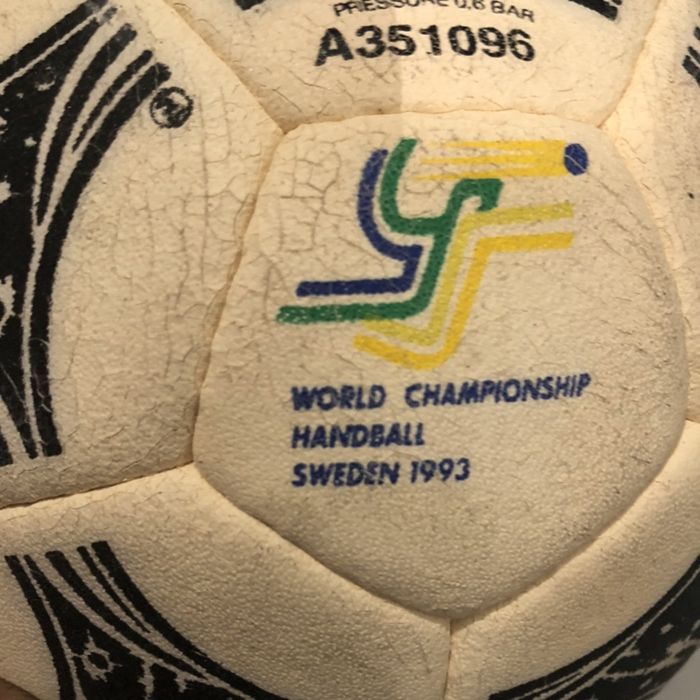 PRESSURE 0.6 BAR
A351096
®
WORLD CHAMPIONSHIP
HANDBALL
SWEDEN 1993